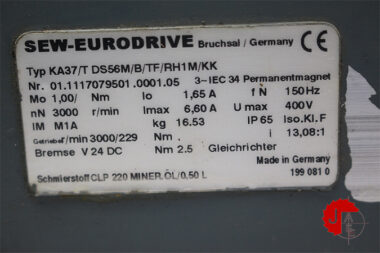 SEW-EURODRIVE Bruchsal / Germany CE
Typ KA37/T DS56M/B/TF/RH1M/KK
Nr. 01.1117079501.0001.05 3~IEC 34 Permanentmagnet
Mo 1,00/ Nm Io 1,65 A f N 150 Hz
nN 3000 r/min Imax 6,60 A U max 400 V
IM M1A kg 16.53 IP 65 Iso.Kl.F
Getriebef/min 3000/229 Nm i 13,08:1
Bremse V 24 DC Nm 2.5 Gleichrichter
Made in Germany
Schmierstoff CLP 220 MINER.ÖL/0,50 L 199 081 0